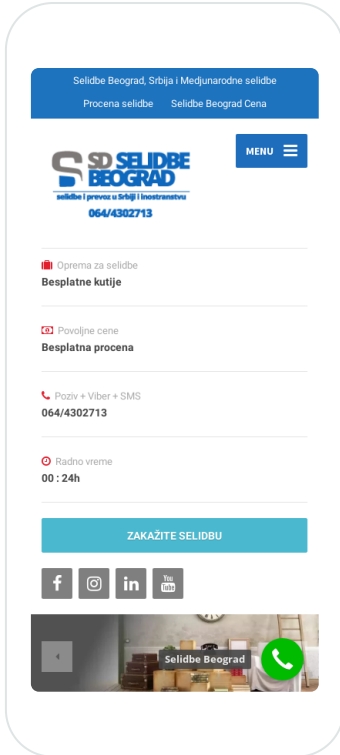 Selidbe Beograd, Srbija i Medjunarodne selidbe
Procena selidbe Selidbe Beograd Cena
SD SELIDBE
BEOGRAD
selidbe i prevoz u Srbiji i inostranstvu
064/4302713
MENU
Oprema za selidbe
Besplatne kutije
Povoljne cene
Besplatna procena
Poziv + Viber + SMS
064/4302713
Radno vreme
00 : 24h
ZAKAŽITE SELIDBU
You
Tube
Selidbe Beograd